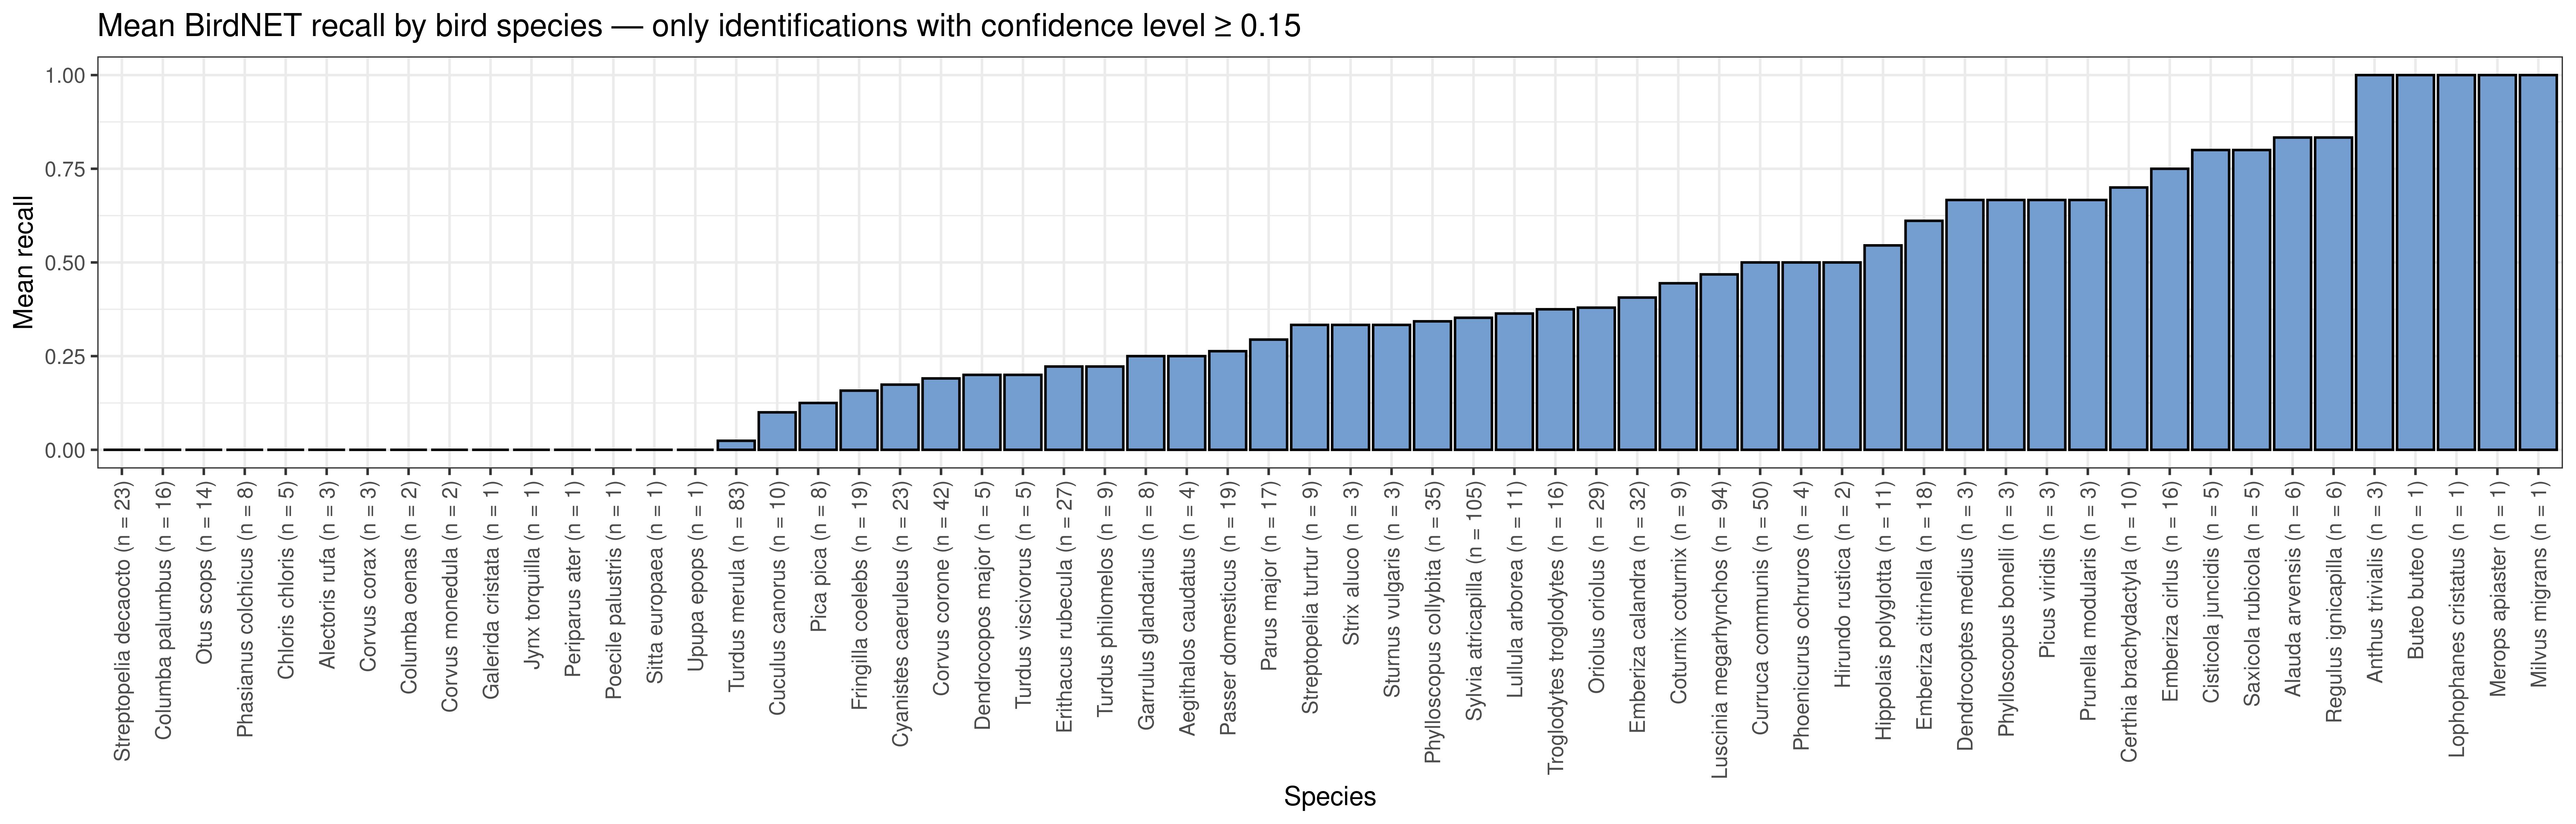 Mean BirdNET recall by bird species — only identifications with confidence level ≥ 0.15
Mean recall
1.00
0.75
0.50
0.25
0.00
Streptopelia decaocto (n = 23)
Columba palumbus (n = 16)
Otus scops (n = 14)
Phasianus colchicus (n = 8)
Chloris chloris (n = 5)
Alectoris rufa (n = 3)
Corvus corax (n = 3)
Columba oenas (n = 2)
Corvus monedula (n = 2)
Galerida cristata (n = 1)
Jynx torquilla (n = 1)
Periparus ater (n = 1)
Poecile palustris (n = 1)
Sitta europaea (n = 1)
Upupa epops (n = 1)
Turdus merula (n = 83)
Cuculus canorus (n = 10)
Pica pica (n = 8)
Fringilla coelebs (n = 19)
Cyanistes caeruleus (n = 23)
Corvus corone (n = 42)
Dendrocopos major (n = 5)
Turdus viscivorus (n = 5)
Erithacus rubecula (n = 27)
Turdus philomelos (n = 9)
Garrulus glandarius (n = 8)
Aegithalos caudatus (n = 4)
Passer domesticus (n = 19)
Parus major (n = 17)
Streptopelia turtur (n = 9)
Strix aluco (n = 3)
Sturnus vulgaris (n = 3)
Phylloscopus collybita (n = 35)
Sylvia atricapilla (n = 105)
Lullula arborea (n = 11)
Troglodytes troglodytes (n = 16)
Oriolus oriolus (n = 29)
Emberiza calandra (n = 32)
Coturnix coturnix (n = 9)
Luscinia megarhynchos (n = 94)
Curruca communis (n = 50)
Phoenicurus ochruros (n = 4)
Hirundo rustica (n = 2)
Hippolais polyglotta (n = 11)
Emberiza citrinella (n = 18)
Dendrocoptes medius (n = 3)
Phylloscopus bonelli (n = 3)
Picus viridis (n = 3)
Prunella modularis (n = 3)
Certhia brachydactyla (n = 10)
Emberiza cirlus (n = 16)
Cisticola juncidis (n = 5)
Saxicola rubicola (n = 5)
Alauda arvensis (n = 6)
Regulus ignicapilla (n = 6)
Anthus trivialis (n = 3)
Buteo buteo (n = 1)
Lophophanes cristatus (n = 1)
Merops apiaster (n = 1)
Milvus migrans (n = 1)
Species